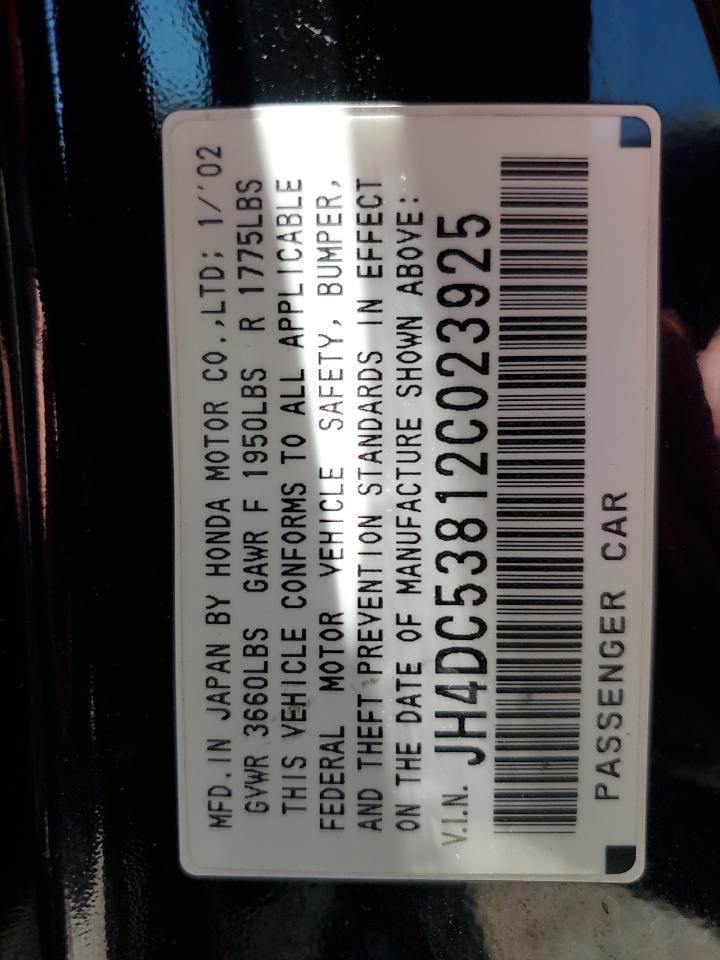 MFD.IN JAPAN BY HONDA MOTOR CO.,LTD; 1/'02
GVWR 3660LBS GAWR F 1950LBS R 1775LBS
THIS VEHICLE CONFORMS TO ALL APPLICABLE
FEDERAL MOTOR VEHICLE SAFETY, BUMPER,
AND THEFT PREVENTION STANDARDS IN EFFECT
ON THE DATE OF MANUFACTURE SHOWN ABOVE:
V.I.N. JH4DC53812C023925
PASSENGER CAR